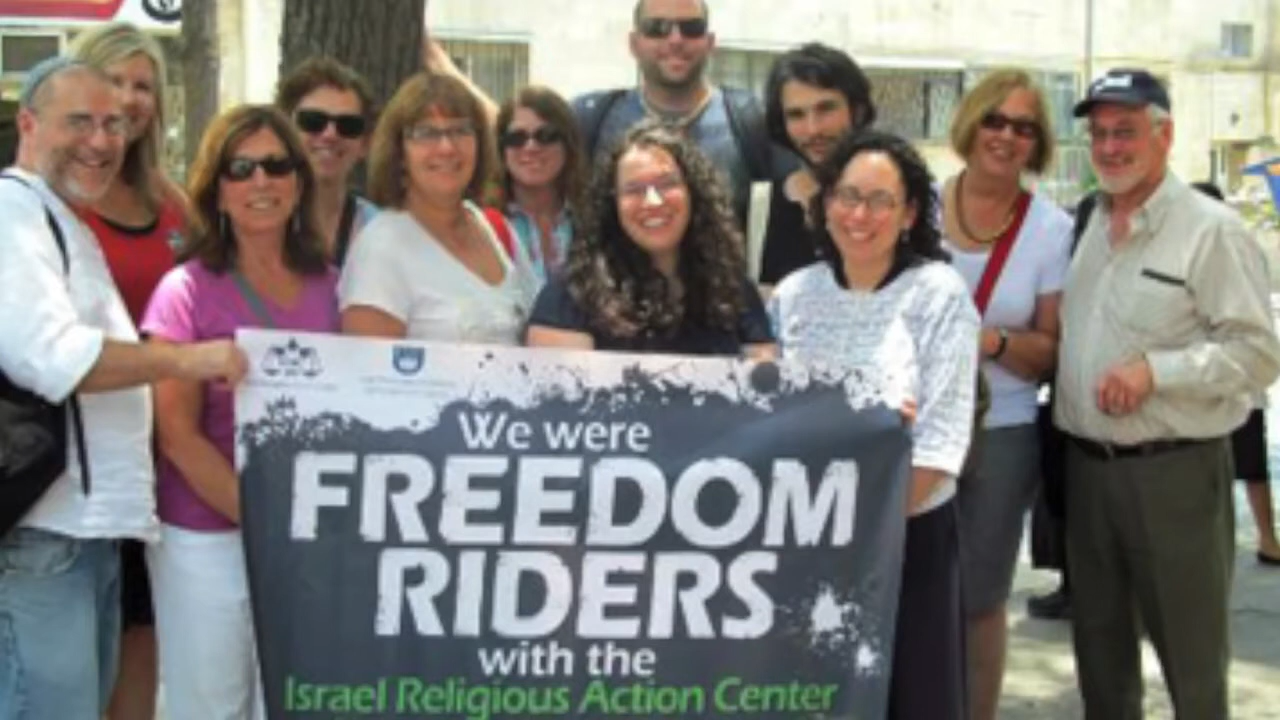 We were
FREEDOM
RIDERS
with the
Israel Religious Action Center